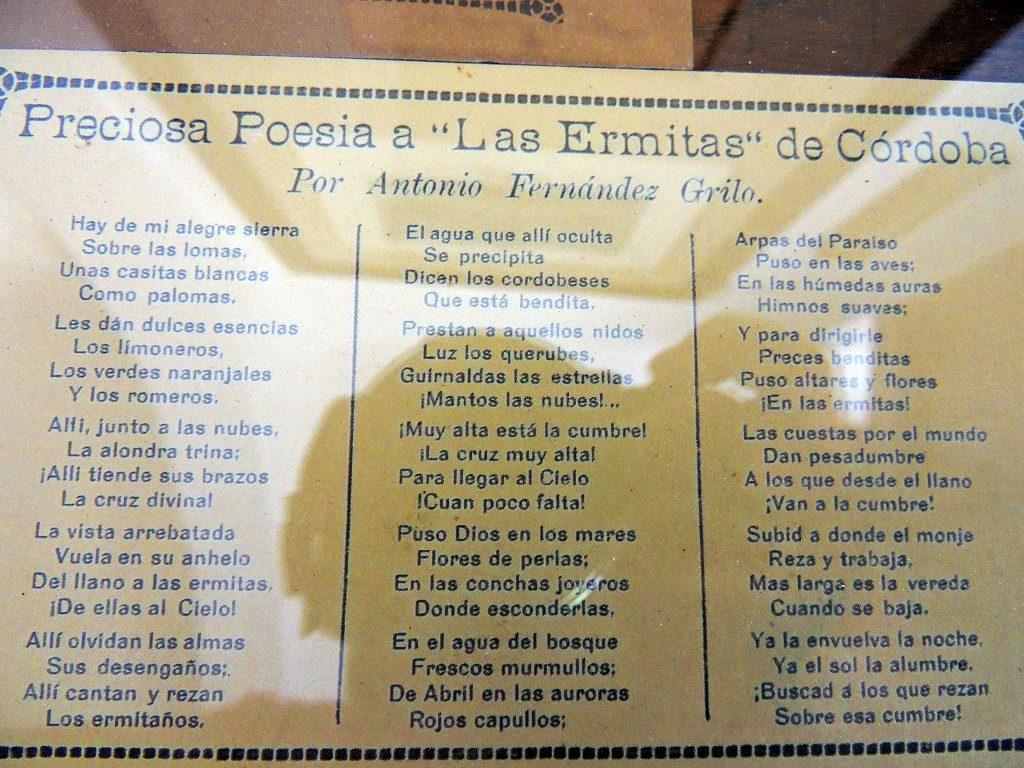 Preciosa Poesia a "Las Ermitas" de Córdoba
Por Antonio Fernández Grilo.
Hay de mi alegre sierra
Sobre las lomas,
Unas casitas blancas
Como palomas.
Les dán dulces esencias
Los limoneros,
Los verdes naranjales
Y los romeros.
Allí, junto a las nubes,
La alondra trina;
¡Alli tiende sus brazos
La cruz divina!
La vista arrebatada
Vuela en su anhelo
Del llano a las ermitas,
¡De ellas al Cielo!
Allí olvidan las almas
Sus desengaños;
Allí cantan y rezan
Los ermitaños.
El agua que allí oculta
Se precipita
Dicen los cordobeses
Que está bendita.
Prestan a aquellos nidos
Luz los querubes,
Guirnaldas las estrellas
¡Mantos las nubes!...
¡Muy alta está la cumbre!
¡La cruz muy alta!
Para llegar al Cielo
!Cuan poco falta!
Puso Dios en los mares
Flores de perlas;
En las conchas joyeros
Donde esconderlas,
En el agua del bosque
Frescos murmullos;
De Abril en las auroras
Rojos capullos;
Arpas del Paraiso
Puso en las aves;
En las húmedas auras
Himnos suaves;
Y para dirigirle
Preces benditas
Puso altares y flores
¡En las ermitas!
Las cuestas por el mundo
Dan pesadumbre
A los que desde el llano
¡Van a la cumbre!
Subid a donde el monje
Reza y trabaja,
Mas larga es la vereda
Cuando se baja.
Ya la envuelva la noche,
Ya el sol la alumbre,
¡Buscad a los que rezan
Sobre esa cumbre!